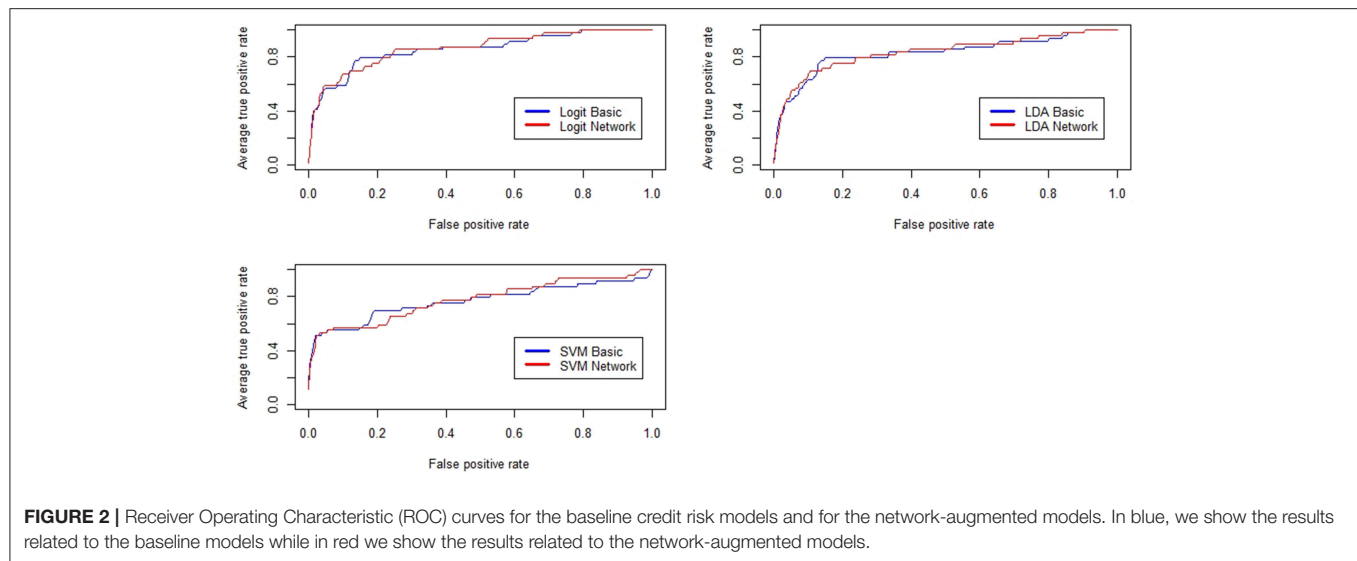 Average true positive rate
0.0 0.4 0.8
Logit Basic
Logit Network
0.0 0.2 0.4 0.6 0.8 1.0
False positive rate
Average true positive rate
0.0 0.4 0.8
LDA Basic
LDA Network
0.0 0.2 0.4 0.6 0.8 1.0
False positive rate
Average true positive rate
0.0 0.4 0.8
SVM Basic
SVM Network
0.0 0.2 0.4 0.6 0.8 1.0
False positive rate
FIGURE 2 | Receiver Operating Characteristic (ROC) curves for the baseline credit risk models and for the network-augmented models. In blue, we show the results
related to the baseline models while in red we show the results related to the network-augmented models.